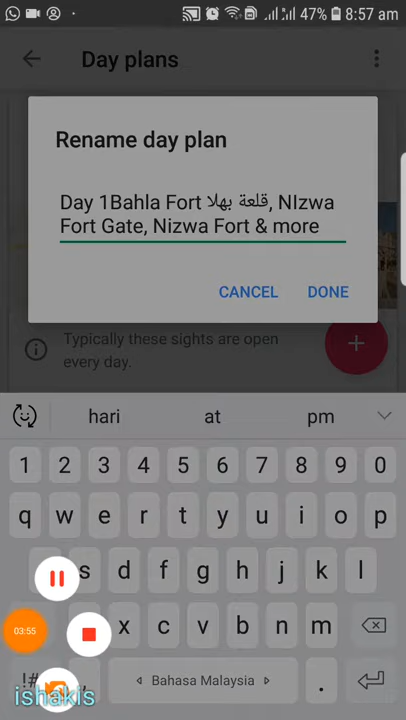 47% 8:57 am
Day plans
Rename day plan
Day 1Bahla Fort قلعة بهلا, NIzwa
Fort Gate, Nizwa Fort & more
CANCEL DONE
Typically these sights are open
every day.
hari at pm
1 2 3 4 5 6 7 8 9 0
q w e r t y u i o p
s d f g h j k l
x c v b n m
03:55
!# , Bahasa Malaysia .
ishakis